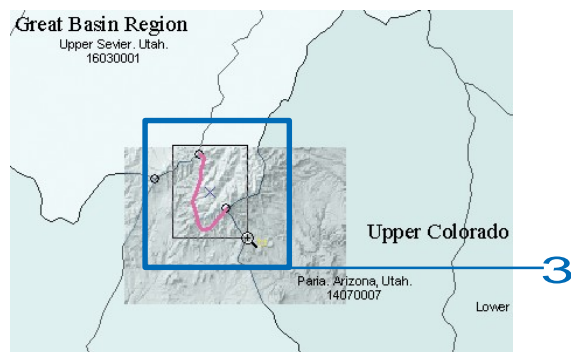 Great Basin Region
Upper Sevier. Utah.
16030001
Upper Colorado
3
Paria. Arizona, Utah.
14070007
Lower